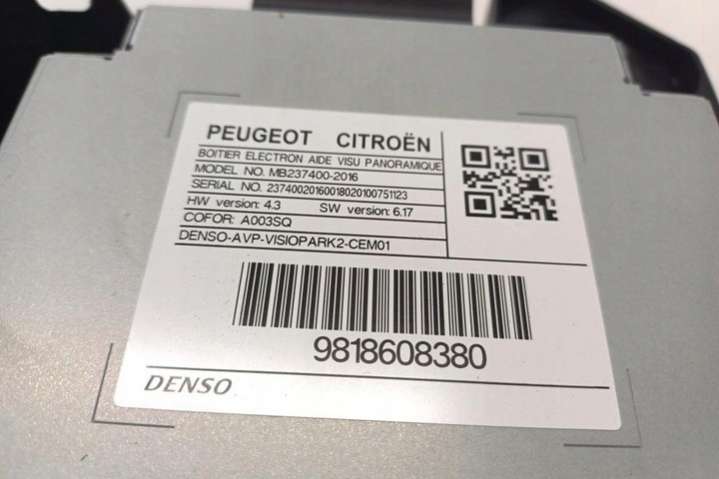 PEUGEOT CITROËN
BOITIER ELECTRON AIDE VISU PANORAMIQUE
MODEL NO. MB237400-2016
SERIAL NO. 23740020160018020100751123
HW version: 4.3 SW version: 6.17
COFOR: A003SQ
DENSO-AVP-VISIOPARK2-CEM01
9818608380
DENSO